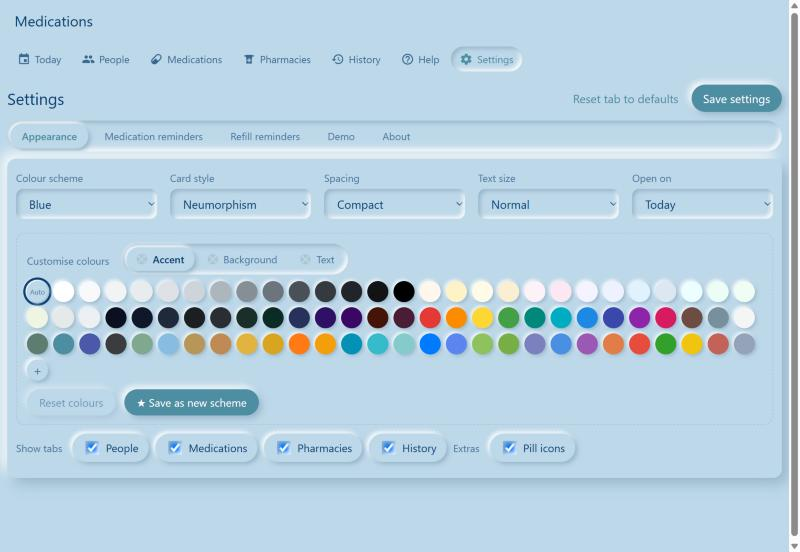 Medications
Today People Medications Pharmacies History Help Settings
Settings Reset tab to defaults Save settings
Appearance Medication reminders Refill reminders Demo About
Colour scheme Card style Spacing Text size Open on
Blue Neumorphism Compact Normal Today
Customise colours Accent Background Text
Auto
+
Reset colours ★ Save as new scheme
Show tabs People Medications Pharmacies History Extras Pill icons